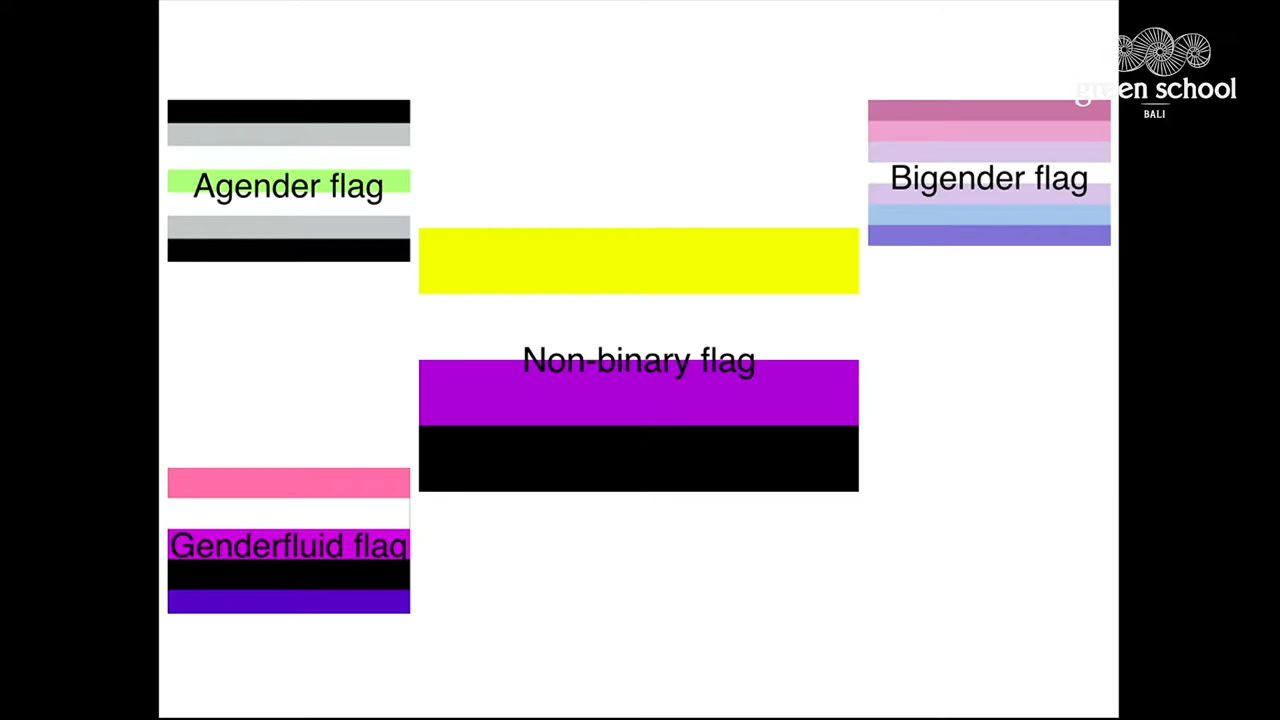 green school
BALI
Agender flag
Bigender flag
Non-binary flag
Genderfluid flag